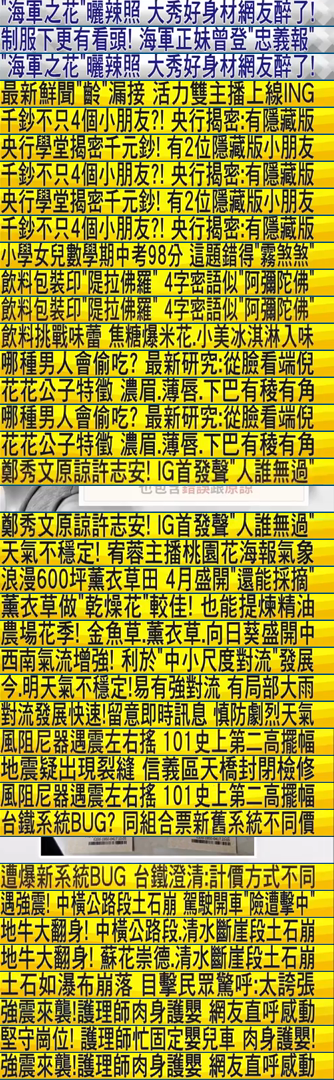 "海軍之花"曬辣照 大秀好身材網友醉了!
制服下更有看頭! 海軍正妹曾登"忠義報"
"海軍之花"曬辣照 大秀好身材網友醉了!
最新鮮聞"齡"漏接 活力雙主播上線ING
千鈔不只4個小朋友?! 央行揭密:有隱藏版
央行學堂揭密千元鈔! 有2位隱藏版小朋友
千鈔不只4個小朋友?! 央行揭密:有隱藏版
央行學堂揭密千元鈔! 有2位隱藏版小朋友
千鈔不只4個小朋友?! 央行揭密:有隱藏版
小學女兒數學期中考98分 這題錯得"霧煞煞"
飲料包裝印"隄拉佛羅" 4字密語似"阿彌陀佛"
飲料包裝印"隄拉佛羅" 4字密語似"阿彌陀佛"
飲料挑戰味蕾 焦糖爆米花.小美冰淇淋入味
哪種男人會偷吃? 最新研究:從臉看端倪
花花公子特徵 濃眉.薄唇.下巴有稜有角
哪種男人會偷吃? 最新研究:從臉看端倪
花花公子特徵 濃眉.薄唇.下巴有稜有角
鄭秀文原諒許志安! IG首發聲"人誰無過"
也包含錯誤跟原諒
鄭秀文原諒許志安! IG首發聲"人誰無過"
天氣不穩定! 宥蓉主播桃園花海報氣象
浪漫600坪薰衣草田 4月盛開"還能採摘"
薰衣草做"乾燥花"較佳! 也能提煉精油
農場花季! 金魚草.薰衣草.向日葵盛開中
西南氣流增強! 利於"中小尺度對流"發展
今.明天氣不穩定!易有強對流 有局部大雨
對流發展快速!留意即時訊息 慎防劇烈天氣
風阻尼器遇震左右搖 101史上第二高擺幅
地震疑出現裂縫 信義區天橋封閉檢修
風阻尼器遇震左右搖 101史上第二高擺幅
台鐵系統BUG? 同組合票新舊系統不同價
遭爆新系統BUG 台鐵澄清:計價方式不同
遇強震! 中橫公路段土石崩 駕駛開車"險遭擊中"
地牛大翻身! 中橫公路段.清水斷崖段土石崩
地牛大翻身! 蘇花崇德.清水斷崖段土石崩
土石如瀑布崩落 目擊民眾驚呼:太誇張
強震來襲!護理師肉身護嬰 網友直呼感動
堅守崗位! 護理師忙固定嬰兒車 肉身護嬰!
強震來襲!護理師肉身護嬰 網友直呼感動